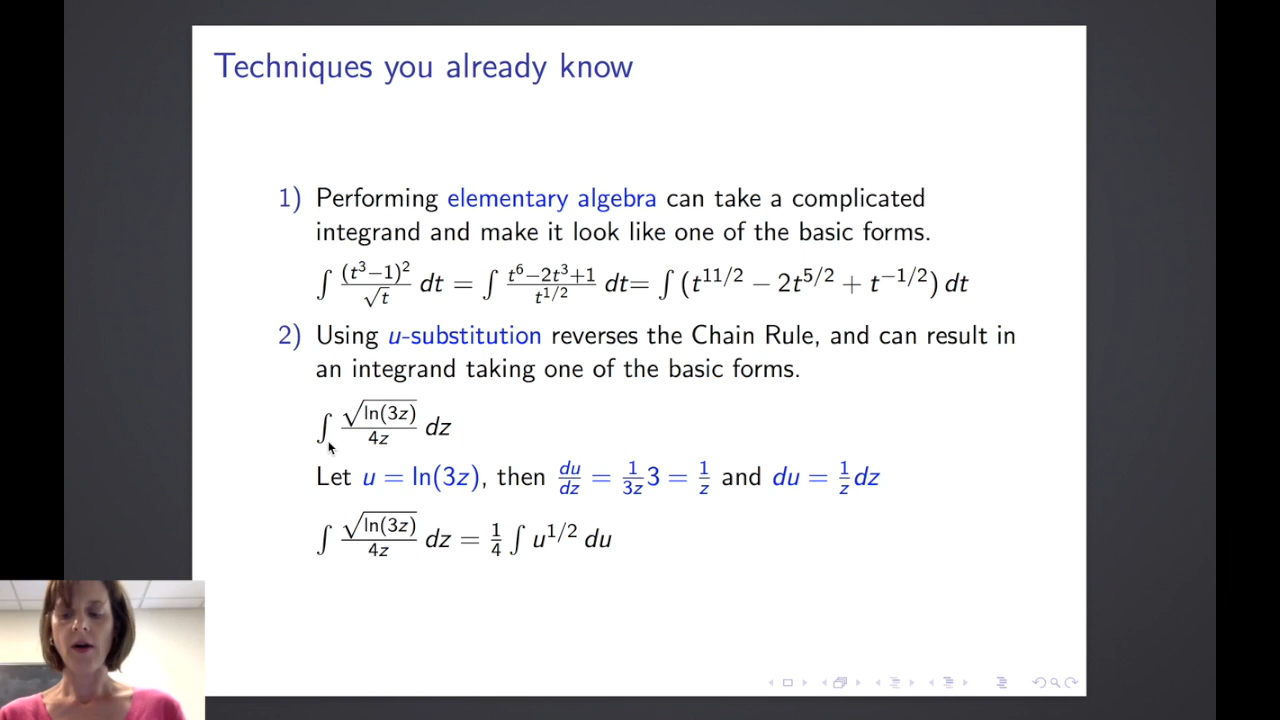 Techniques you already know
1) Performing elementary algebra can take a complicated
integrand and make it look like one of the basic forms.
∫ (t³−1)²/√t dt = ∫ t⁶−2t³+1/t^{1/2} dt= ∫ (t^{11/2} − 2t^{5/2} + t^{−1/2}) dt
2) Using u-substitution reverses the Chain Rule, and can result in
an integrand taking one of the basic forms.
∫ √ln(3z)/4z dz
Let u = ln(3z), then du/dz = 1/3z 3 = 1/z and du = 1/z dz
∫ √ln(3z)/4z dz = 1/4 ∫ u^{1/2} du